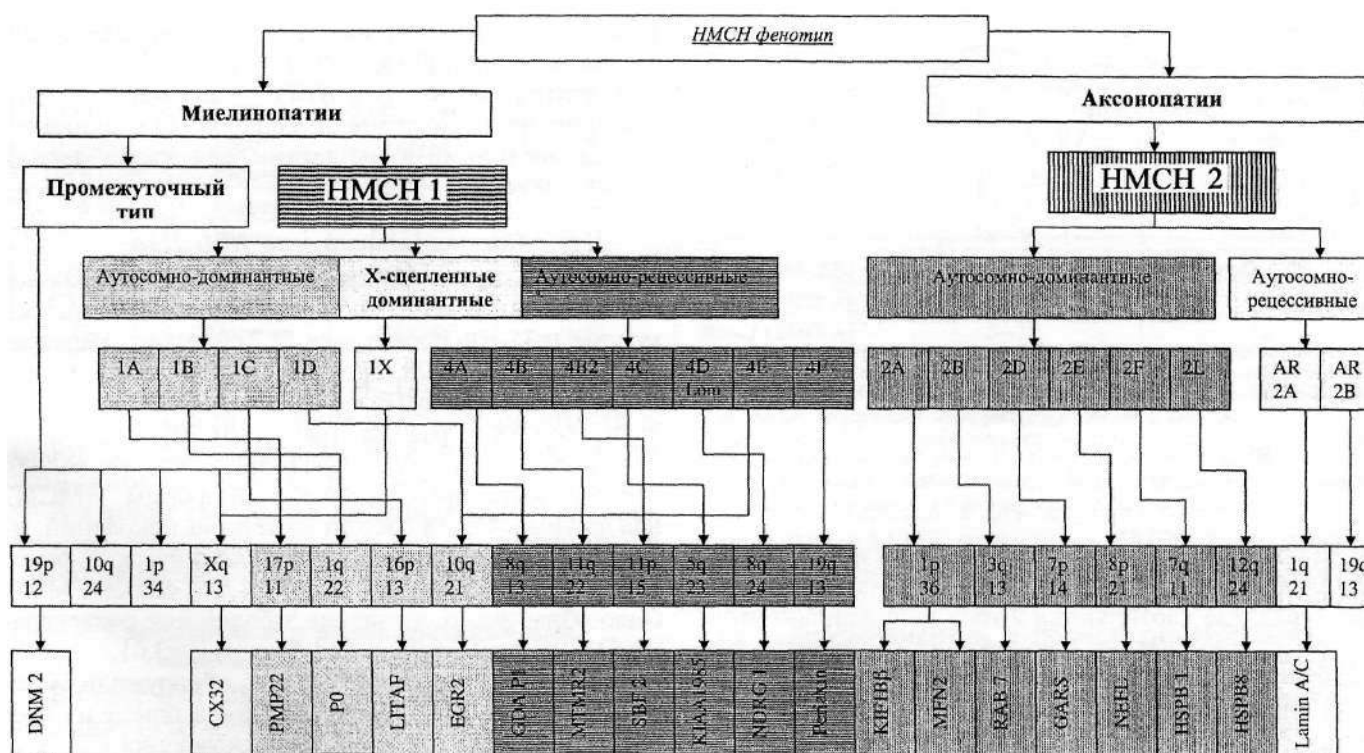 НМСН фенотип
Миелинопатии
Аксонопатии
Промежуточный
тип
НМСН 1
НМСН 2
Аутосомно-доминантные
Х-сцепленные
доминантные
Аутосомно-рецессивные
Аутосомно-доминантные
Аутосомно-
рецессивные
1A 1B 1C 1D 1X 4A 4B 4B2 4C 4D 4E 4F 2A 2B 2D 2E 2F 2L AR AR
Lom 2A 2B
19p 10q 1p Xq 17p 1q 16p 10q 8q 11q 11p 5q 8q 19q 1p 3q 7p 8p 7q 12q 1q 19q
12 24 34 13 11 22 13 21 13 22 15 23 24 13 36 13 14 21 11 24 21 13
DNM 2
CX32
PMP22
P0
LITAF
EGR2
GDAP1
MTMR2
SBF 2
KIAA1985
NDRG 1
KIFBβ
MFN2
RAB 7
GARS
NEFL
HSPB 1
HSPB8
Lamin A/C